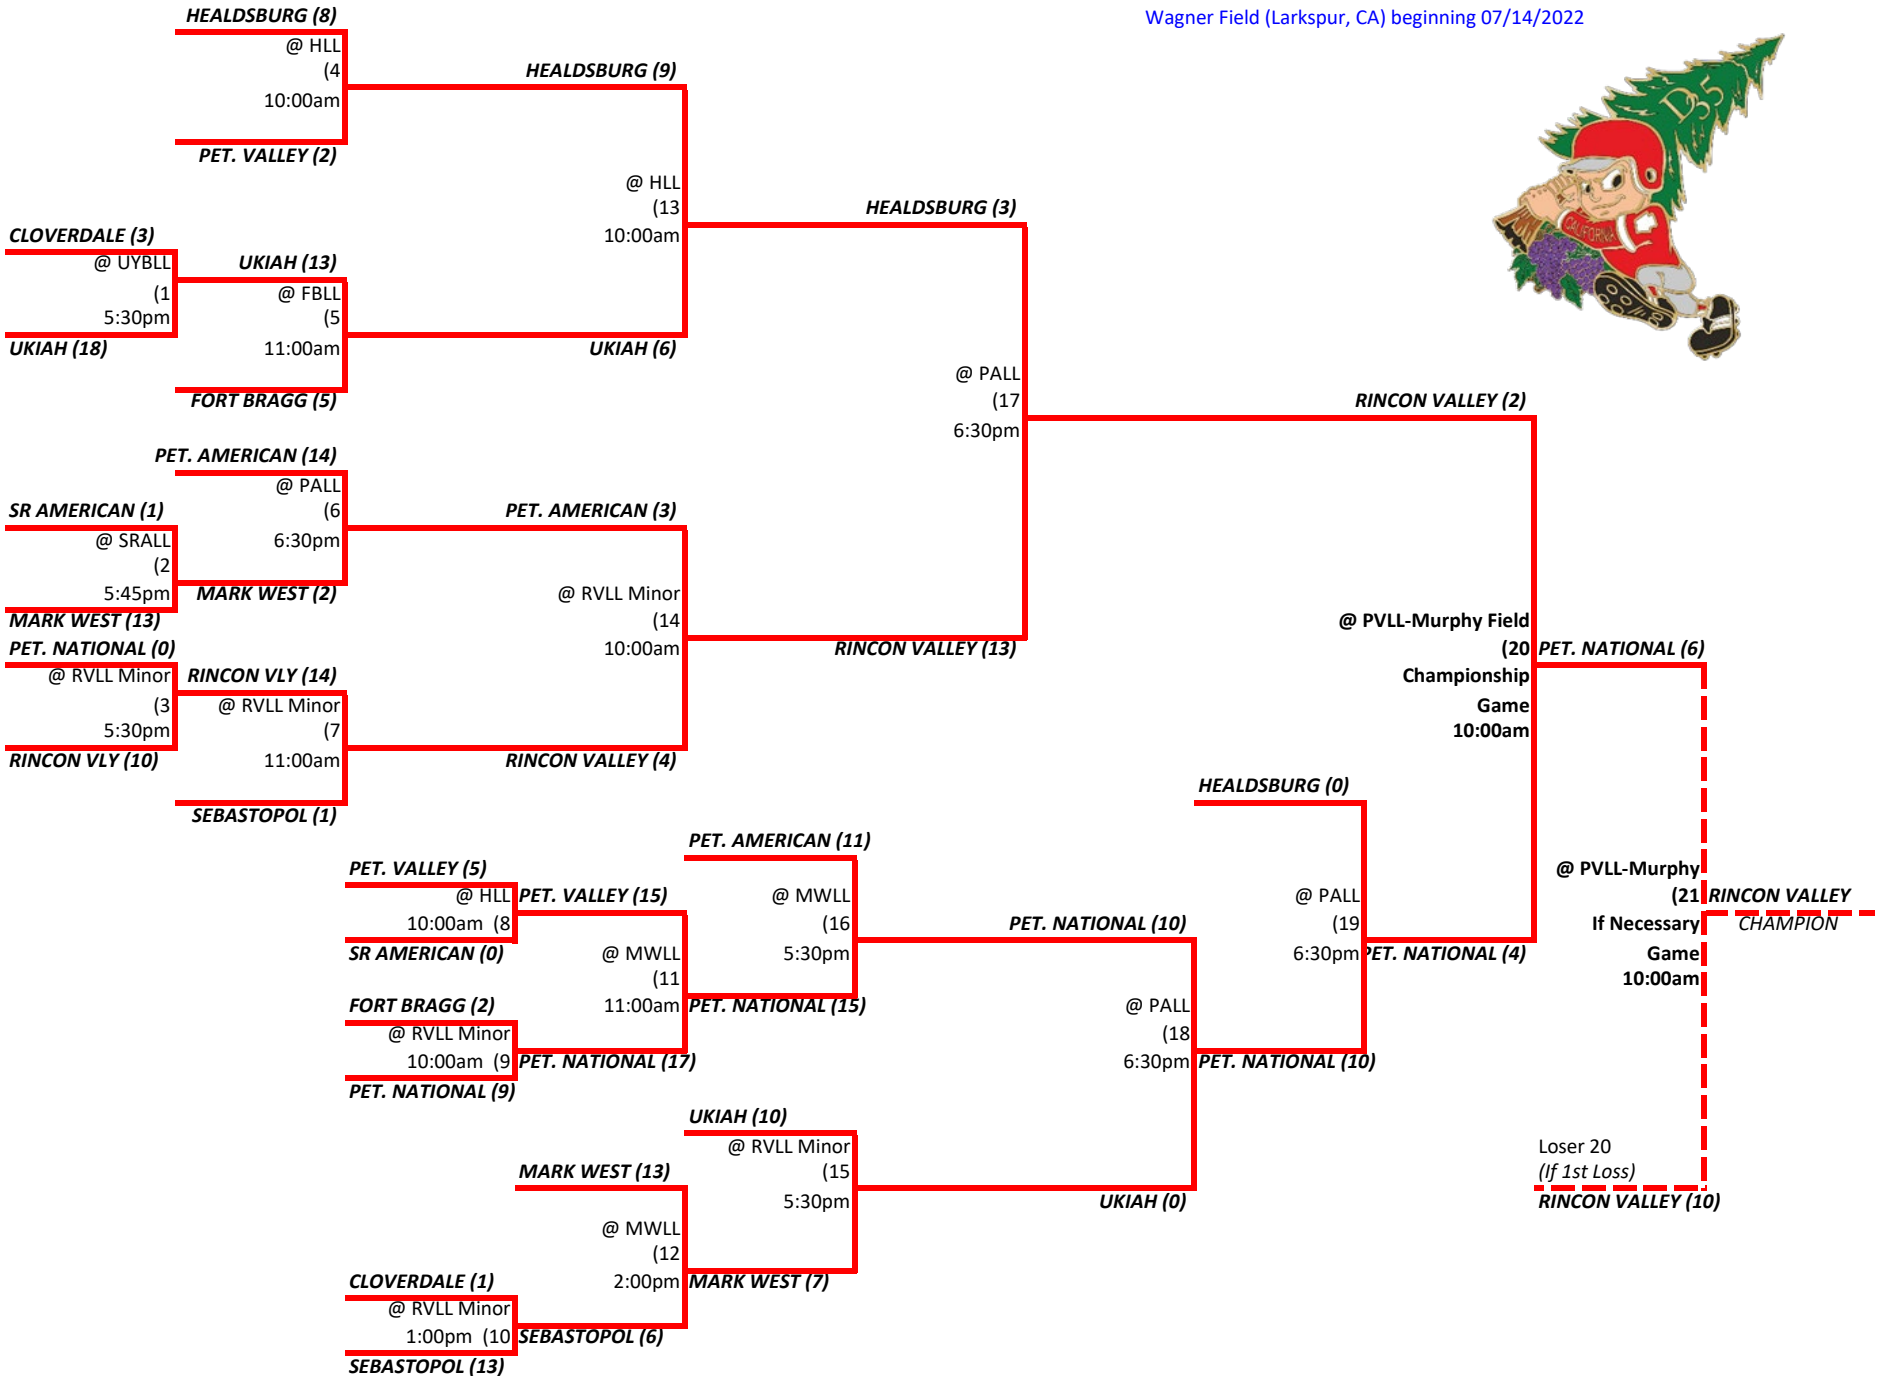 Wagner Field (Larkspur, CA) beginning 07/14/2022
D35
CALIFORNIA
HEALDSBURG (8)
@ HLL
(4
10:00am
PET. VALLEY (2)
HEALDSBURG (9)
@ HLL
(13
10:00am
CLOVERDALE (3)
@ UYBLL
(1
5:30pm
UKIAH (18)
UKIAH (13)
@ FBLL
(5
11:00am
FORT BRAGG (5)
UKIAH (6)
HEALDSBURG (3)
@ PALL
(17
6:30pm
PET. AMERICAN (14)
@ PALL
(6
6:30pm
SR AMERICAN (1)
@ SRALL
(2
5:45pm
MARK WEST (13)
MARK WEST (2)
PET. AMERICAN (3)
@ RVLL Minor
(14
10:00am
PET. NATIONAL (0)
@ RVLL Minor
(3
5:30pm
RINCON VLY (10)
RINCON VLY (14)
@ RVLL Minor
(7
11:00am
SEBASTOPOL (1)
RINCON VALLEY (4)
RINCON VALLEY (13)
RINCON VALLEY (2)
@ PVLL-Murphy Field
(20
Championship
Game
10:00am
PET. NATIONAL (6)
PET. VALLEY (5)
@ HLL
10:00am (8
SR AMERICAN (0)
PET. VALLEY (15)
@ MWLL
(11
11:00am
FORT BRAGG (2)
@ RVLL Minor
10:00am (9
PET. NATIONAL (9)
PET. NATIONAL (17)
PET. AMERICAN (11)
@ MWLL
(16
5:30pm
PET. NATIONAL (15)
PET. NATIONAL (10)
@ PALL
(18
6:30pm
HEALDSBURG (0)
@ PALL
(19
6:30pm
PET. NATIONAL (10)
PET. NATIONAL (4)
UKIAH (10)
@ RVLL Minor
(15
5:30pm
MARK WEST (13)
@ MWLL
(12
2:00pm
MARK WEST (7)
CLOVERDALE (1)
@ RVLL Minor
1:00pm (10
SEBASTOPOL (13)
SEBASTOPOL (6)
UKIAH (0)
@ PVLL-Murphy
(21
If Necessary
Game
10:00am
RINCON VALLEY
CHAMPION
Loser 20
(If 1st Loss)
RINCON VALLEY (10)